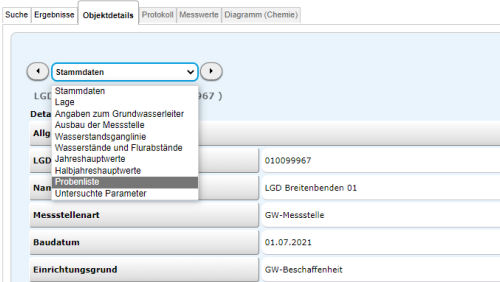 Suche Ergebnisse Objektdetails Protokoll Messwerte Diagramm (Chemie)
Stammdaten
Stammdaten
LGD 967 )
Lage
Deta
Angaben zum Grundwasserleiter
Ausbau der Messstelle
Allg
Wasserstandsganglinie
Wasserstände und Flurabstände
Jahreshauptwerte
LGD 010099967
Halbjahreshauptwerte
Probenliste
Nam LGD Breitenbenden 01
Untersuchte Parameter
Messstellenart GW-Messstelle
Baudatum 01.07.2021
Einrichtungsgrund GW-Beschaffenheit